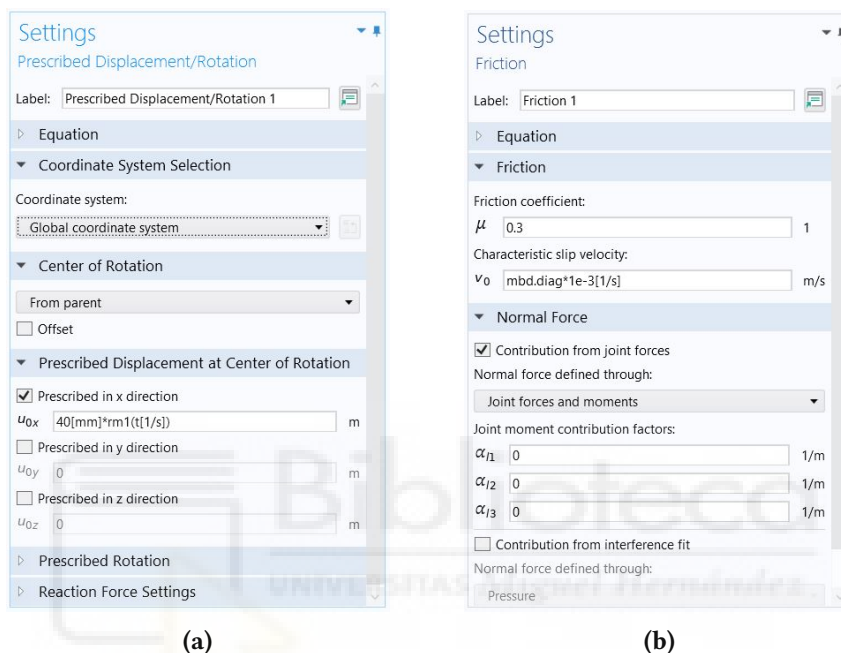 Settings
Prescribed Displacement/Rotation
Label: Prescribed Displacement/Rotation 1
Equation
Coordinate System Selection
Coordinate system:
Global coordinate system
Center of Rotation
From parent
Offset
Prescribed Displacement at Center of Rotation
Prescribed in x direction
u0x 40[mm]*rm1(t[1/s]) m
Prescribed in y direction
u0y 0 m
Prescribed in z direction
u0z 0 m
Prescribed Rotation
Reaction Force Settings
(a)
Settings
Friction
Label: Friction 1
Equation
Friction
Friction coefficient:
μ 0.3 1
Characteristic slip velocity:
v0 mbd.diag*1e-3[1/s] m/s
Normal Force
Contribution from joint forces
Normal force defined through:
Joint forces and moments
Joint moment contribution factors:
αl1 0 1/m
αl2 0 1/m
αl3 0 1/m
Contribution from interference fit
Normal force defined through:
Pressure
(b)
Biblioteca
UNIVERSITAS Miguel Hernández